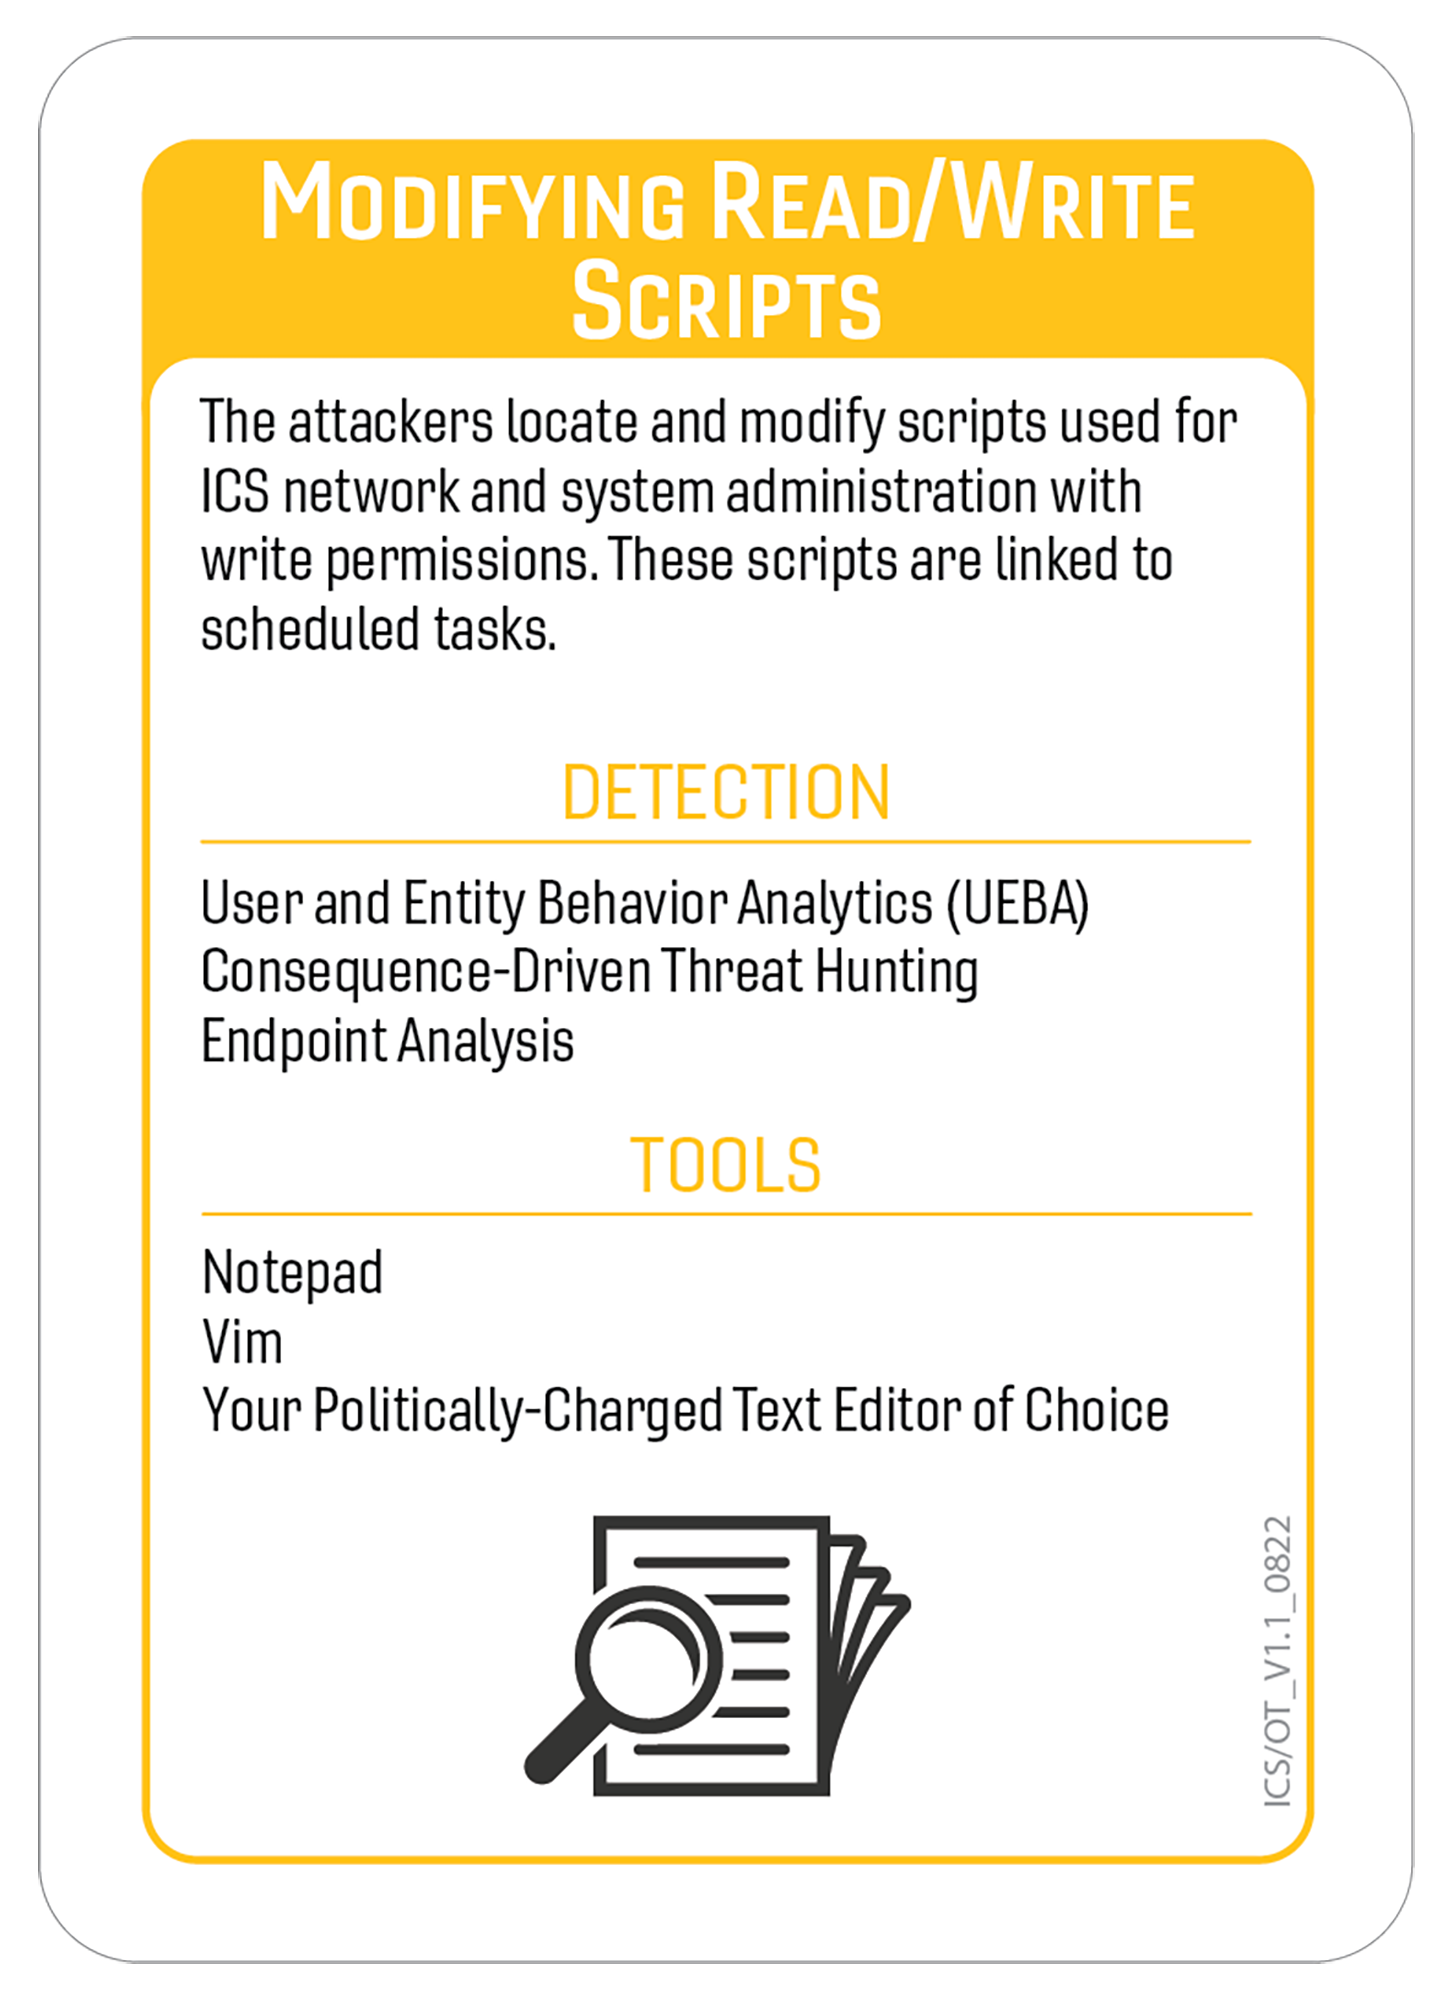 MODIFYING READ/WRITE
SCRIPTS
The attackers locate and modify scripts used for
ICS network and system administration with
write permissions. These scripts are linked to
scheduled tasks.
DETECTION
User and Entity Behavior Analytics (UEBA)
Consequence-Driven Threat Hunting
Endpoint Analysis
TOOLS
Notepad
Vim
Your Politically-Charged Text Editor of Choice
ICS/OT_V1.1_0822